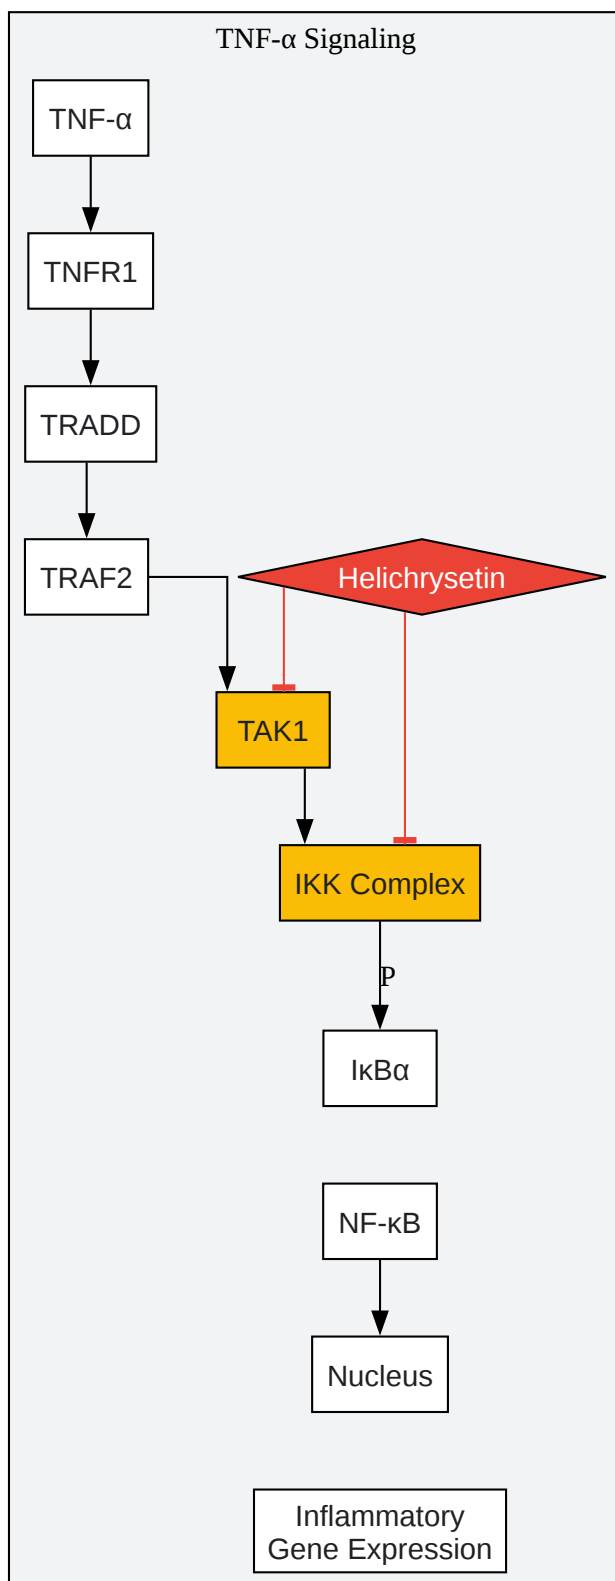 TNF-α Signaling
TNF-α
TNFR1
TRADD
TRAF2
Helichrysetin
TAK1
IKK Complex
P
IκBα
NF-κB
Nucleus
Inflammatory
Gene Expression